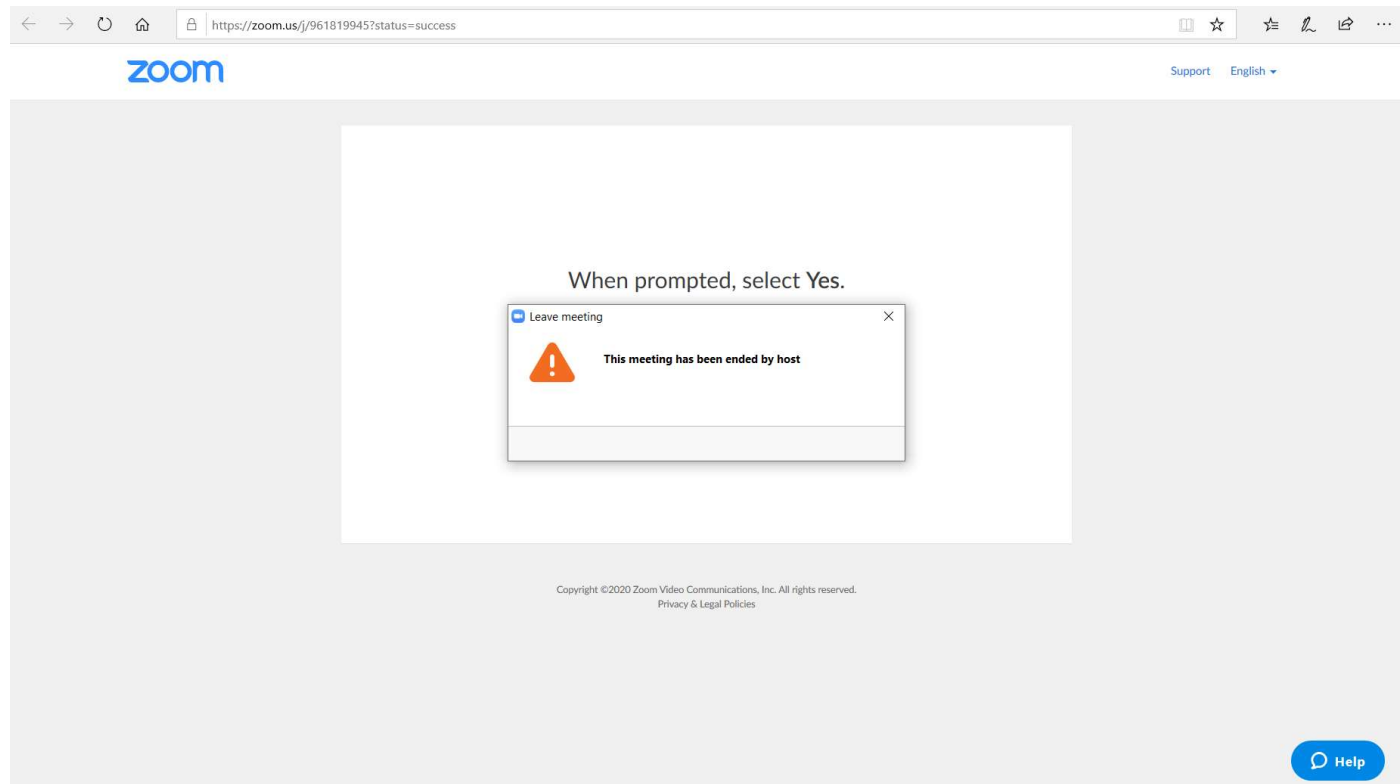 https://zoom.us/j/961819945?status=success
zoom
Support English
When prompted, select Yes.
Leave meeting
This meeting has been ended by host
Copyright ©2020 Zoom Video Communications, Inc. All rights reserved.
Privacy & Legal Policies
Help